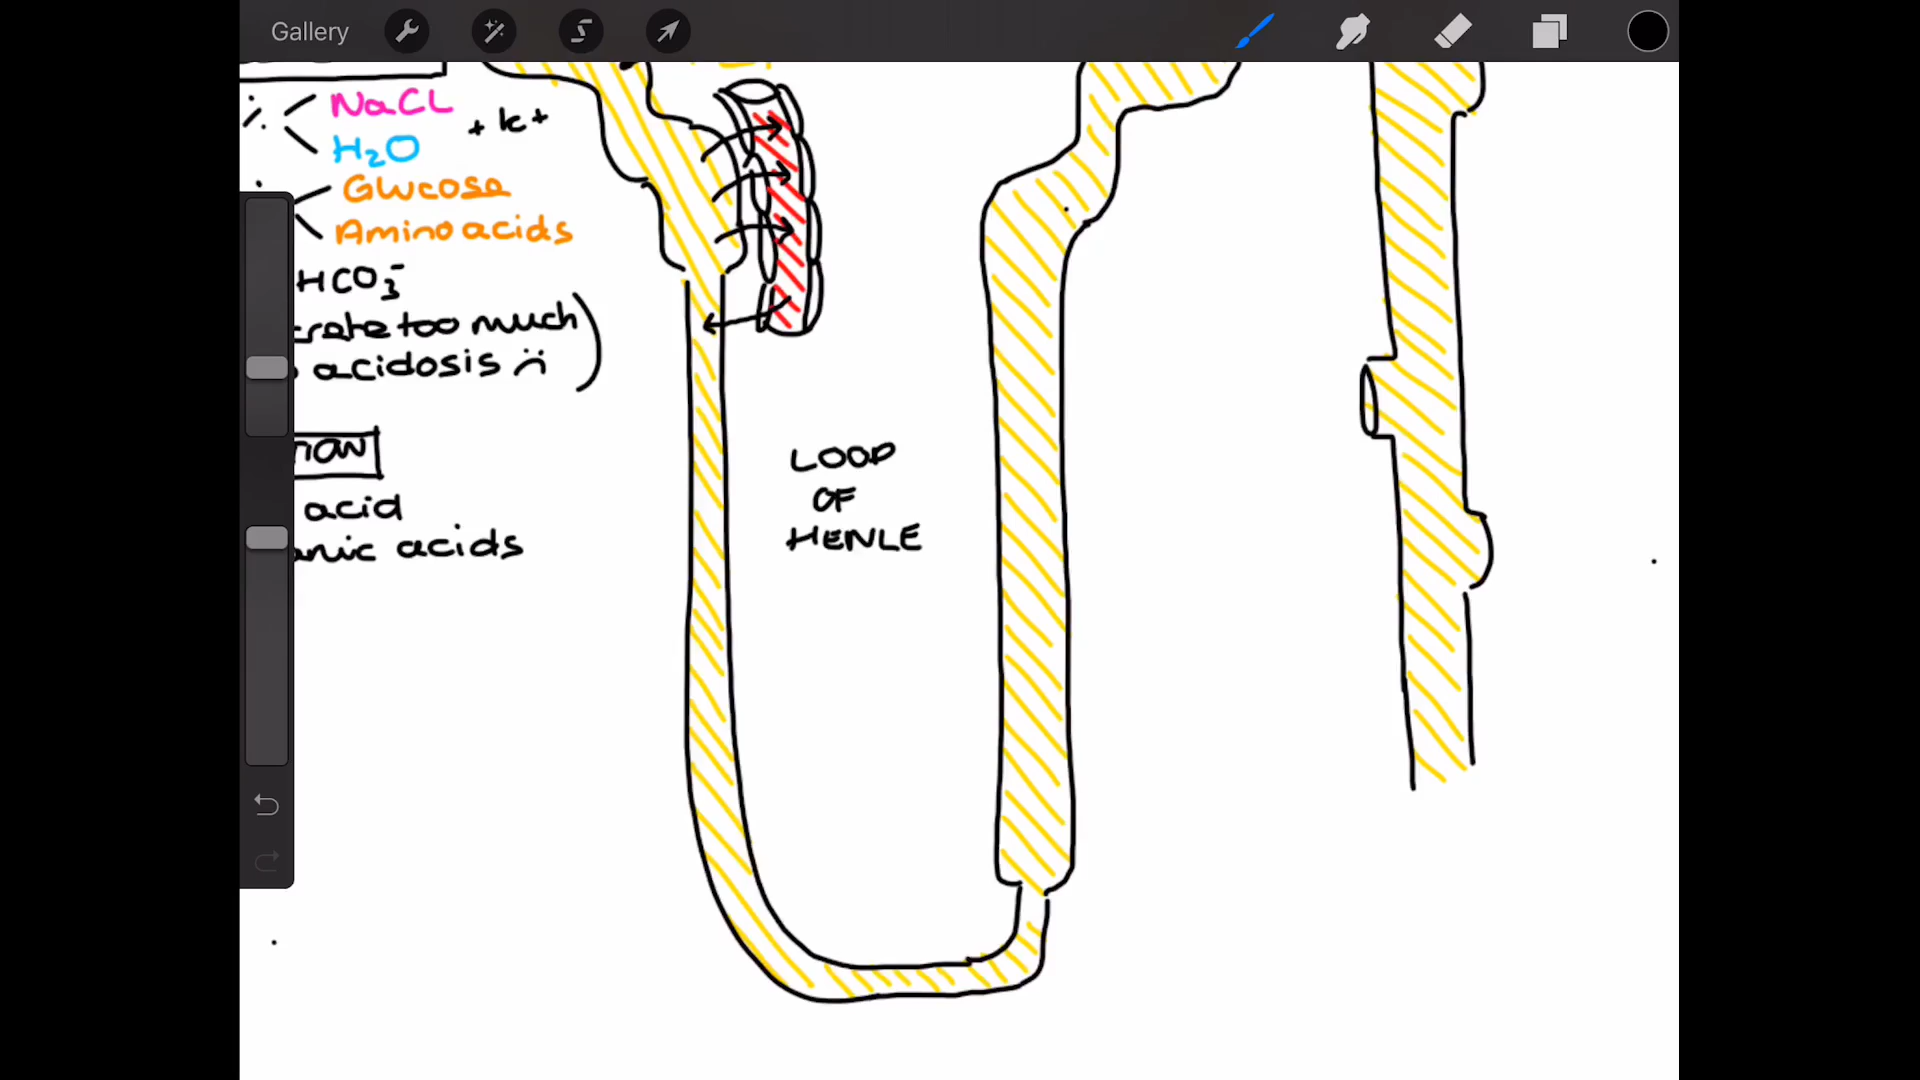 Gallery
NaCL
+ k+
H₂O
Glucose
Amino acids
HCO₃⁻
too much)
acidosis :(
acid
acids
LOOP
OF
HENLE